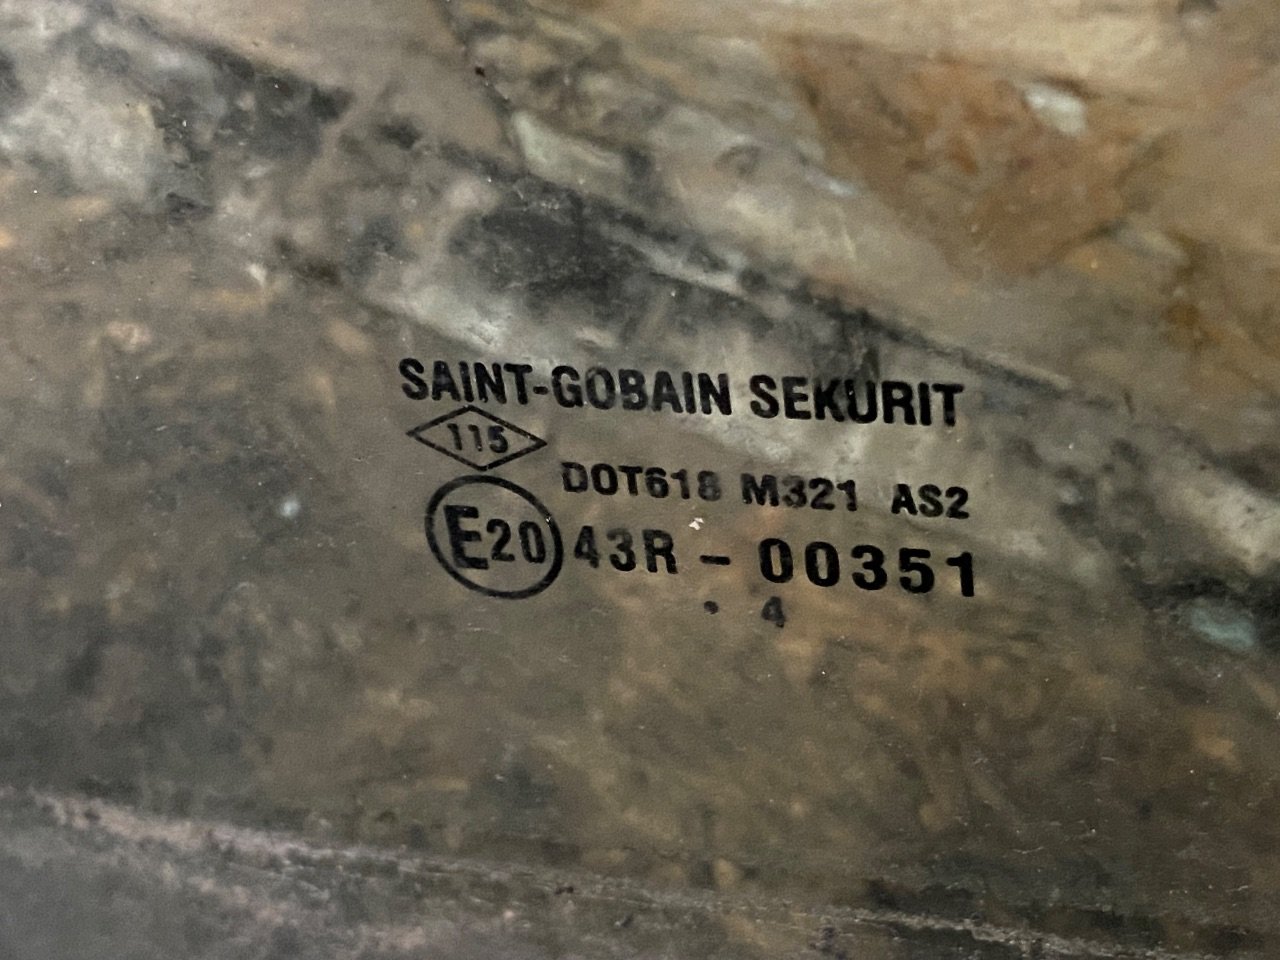 SAINT-GOBAIN SEKURIT
115
DOT618 M321 AS2
E20 43R - 00351
. 4